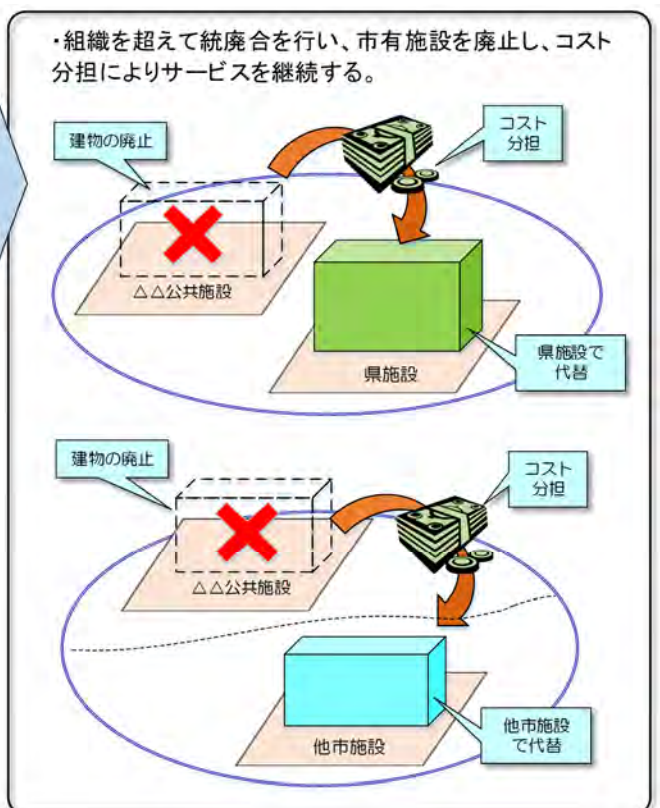 ・組織を超えて統廃合を行い、市有施設を廃止し、コスト
分担によりサービスを継続する。
建物の廃止
コスト
分担
△△公共施設
県施設
県施設で
代替
建物の廃止
コスト
分担
△△公共施設
他市施設
他市施設
で代替